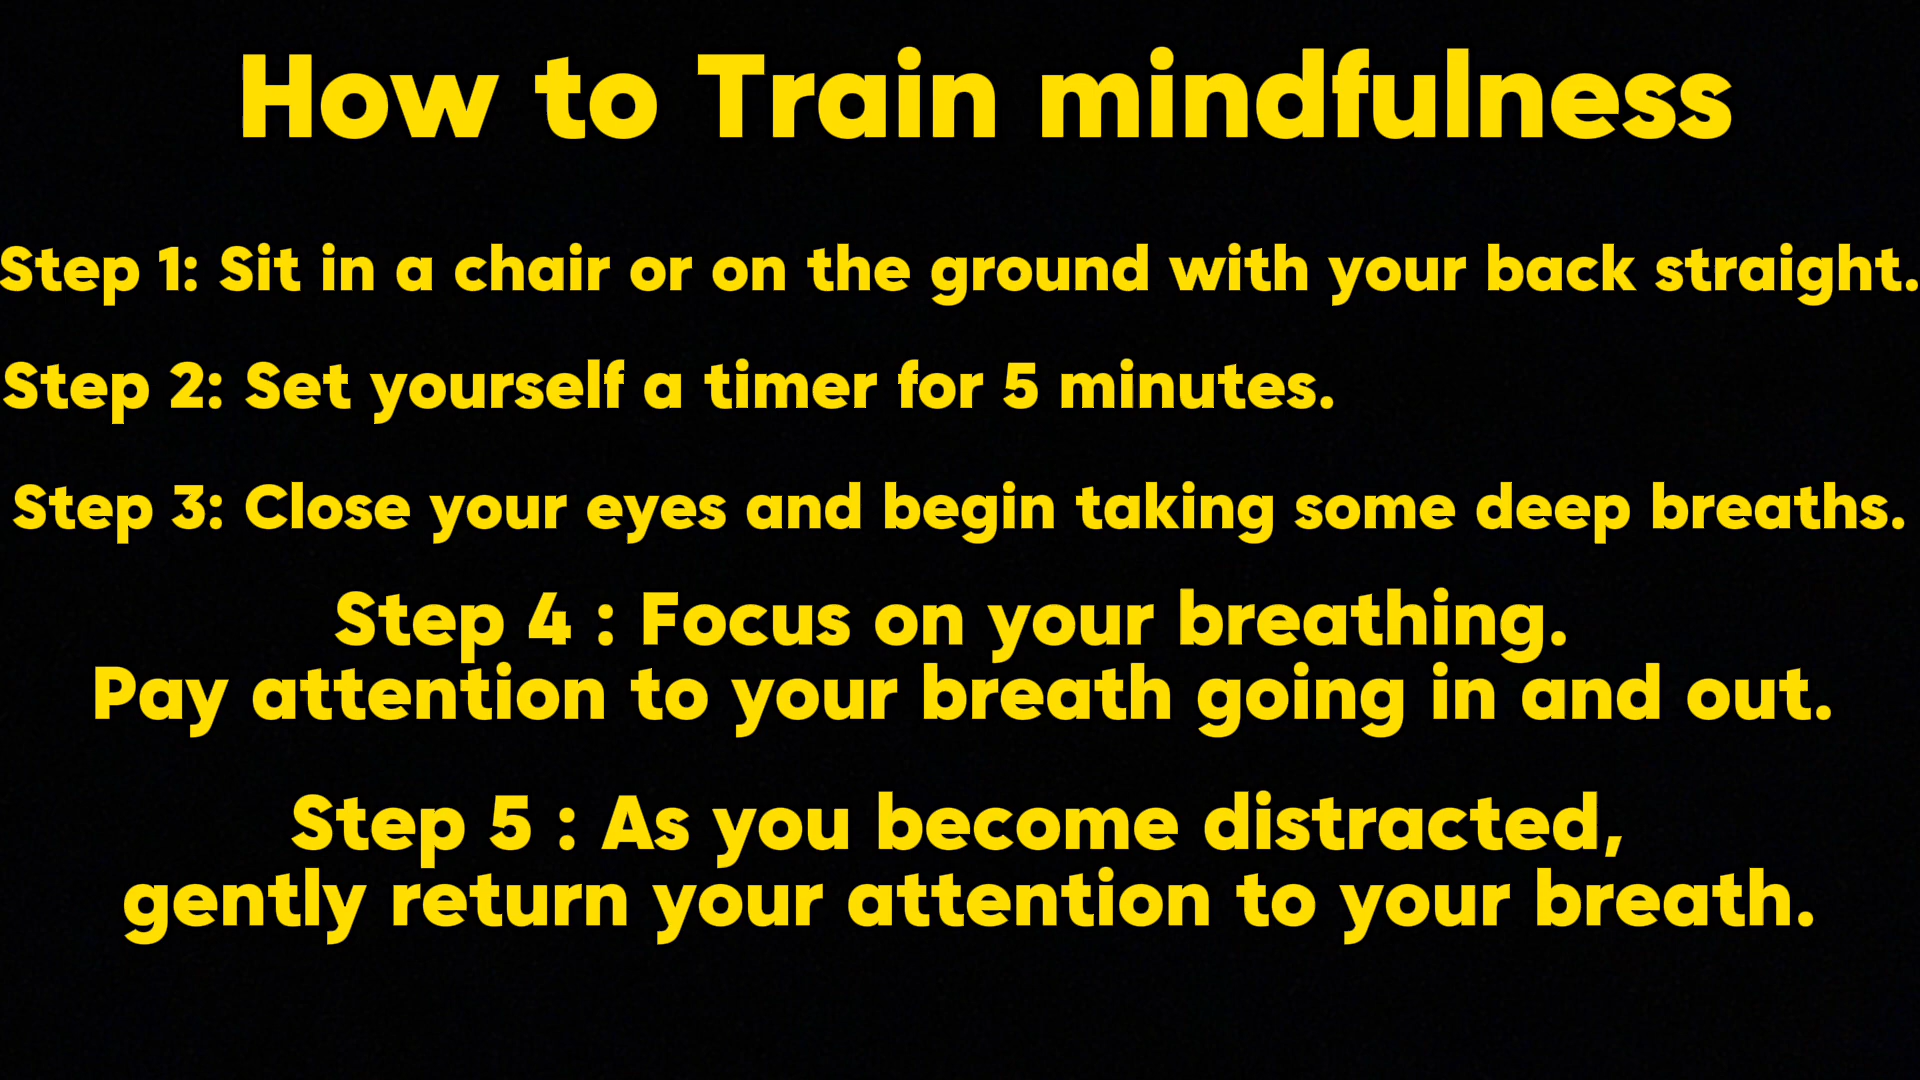 How to Train mindfulness
Step 1: Sit in a chair or on the ground with your back straight.
Step 2: Set yourself a timer for 5 minutes.
Step 3: Close your eyes and begin taking some deep breaths.
Step 4 : Focus on your breathing.
Pay attention to your breath going in and out.
Step 5 : As you become distracted,
gently return your attention to your breath.